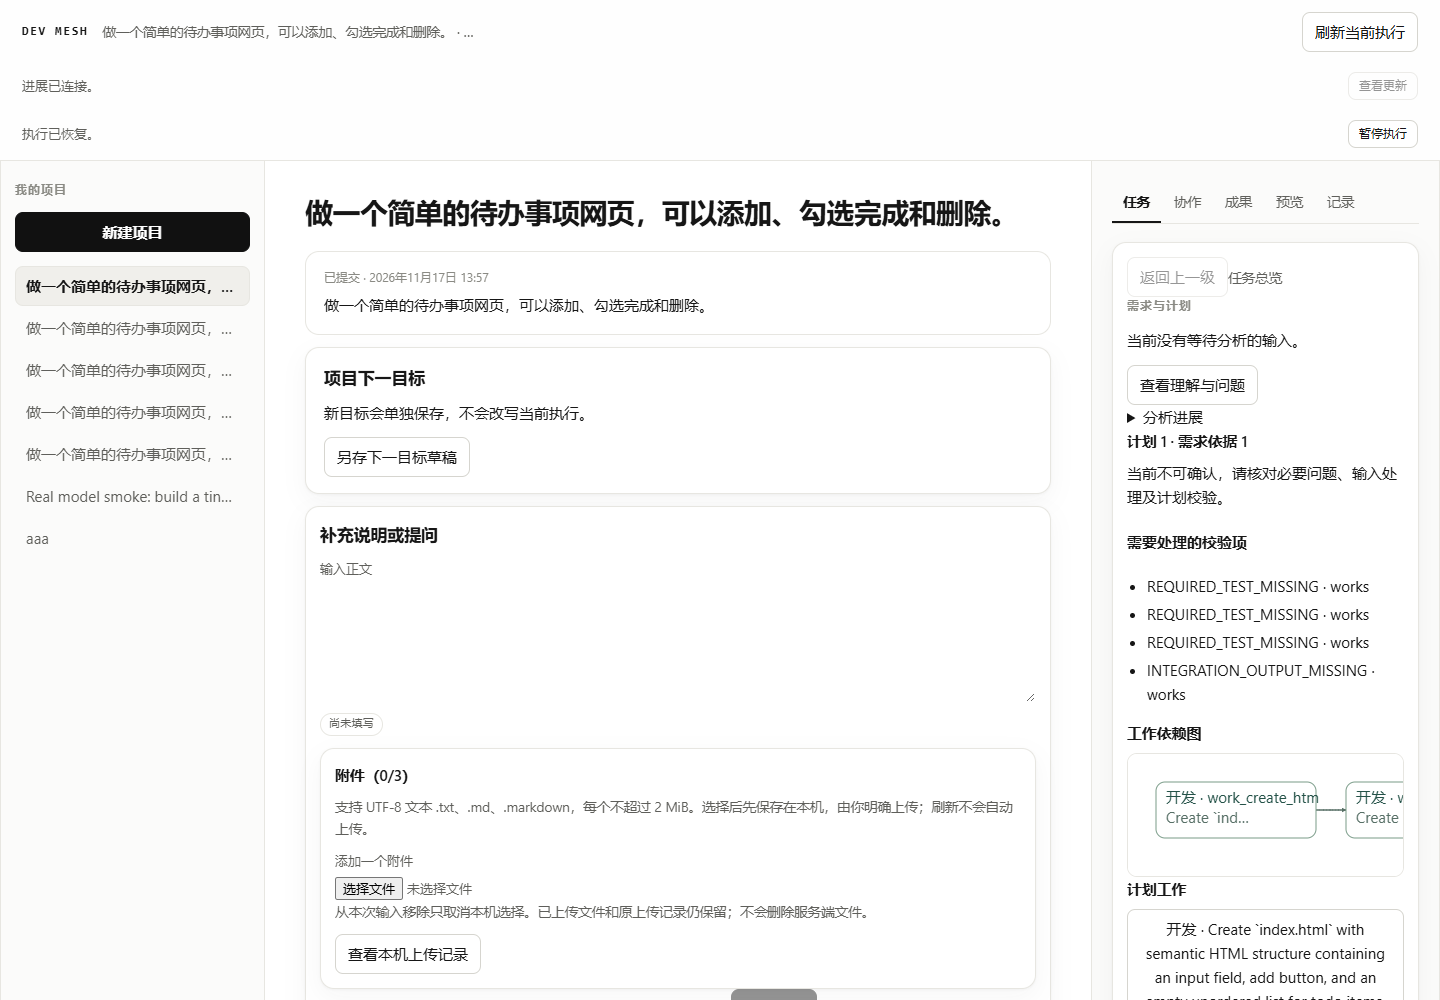 DEV MESH 做一个简单的待办事项网页，可以添加、勾选完成和删除。 · ...
刷新当前执行
进展已连接。
查看更新
执行已恢复。
暂停执行
我的项目
新建项目
做一个简单的待办事项网页， ...
做一个简单的待办事项网页， ...
做一个简单的待办事项网页， ...
做一个简单的待办事项网页， ...
做一个简单的待办事项网页， ...
Real model smoke: build a tin...
aaa
做一个简单的待办事项网页，可以添加、勾选完成和删除。
已提交 · 2026年11月17日 13:57
做一个简单的待办事项网页，可以添加、勾选完成和删除。
项目下一目标
新目标会单独保存，不会改写当前执行。
另存下一目标草稿
补充说明或提问
输入正文
尚未填写
附件（0/3）
支持 UTF-8 文本 .txt、.md、.markdown，每个不超过 2 MiB。选择后先保存在本机，由你明确上传；刷新不会自动
上传。
添加一个附件
选择文件 未选择文件
从本次输入移除只取消本机选择。已上传文件和原上传记录仍保留；不会删除服务端文件。
查看本机上传记录
任务 协作 成果 预览 记录
返回上一级 任务总览
需求与计划
当前没有等待分析的输入。
查看理解与问题
分析进展
计划 1 · 需求依据 1
当前不可确认，请核对必要问题、输入处
理及计划校验。
需要处理的校验项
REQUIRED_TEST_MISSING · works
REQUIRED_TEST_MISSING · works
REQUIRED_TEST_MISSING · works
INTEGRATION_OUTPUT_MISSING ·
works
工作依赖图
开发 · work_create_htm
Create `ind...
开发 · w
Create
计划工作
开发 · Create `index.html` with
semantic HTML structure containing
an input field, add button, and an
empty unordered list for todo items